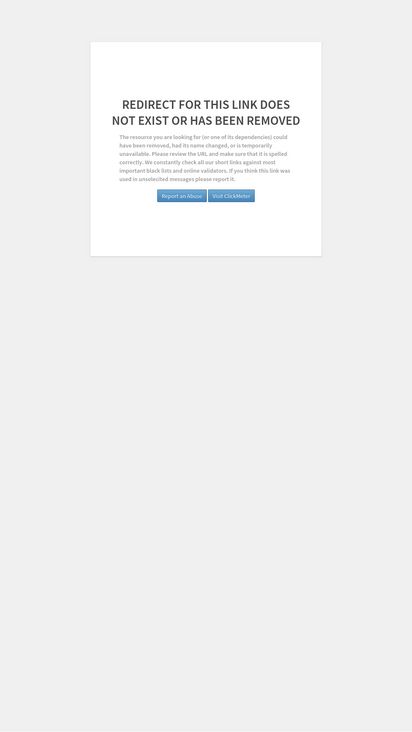 REDIRECT FOR THIS LINK DOES
NOT EXIST OR HAS BEEN REMOVED
The resource you are looking for (or one of its dependencies) could
have been removed, had its name changed, or is temporarily
unavailable. Please review the URL and make sure that it is spelled
correctly. We constantly check all our short links against most
important black lists and online validators. If you think this link was
used in unselecited messages please report it.
Report an Abuse Visit ClickMeter